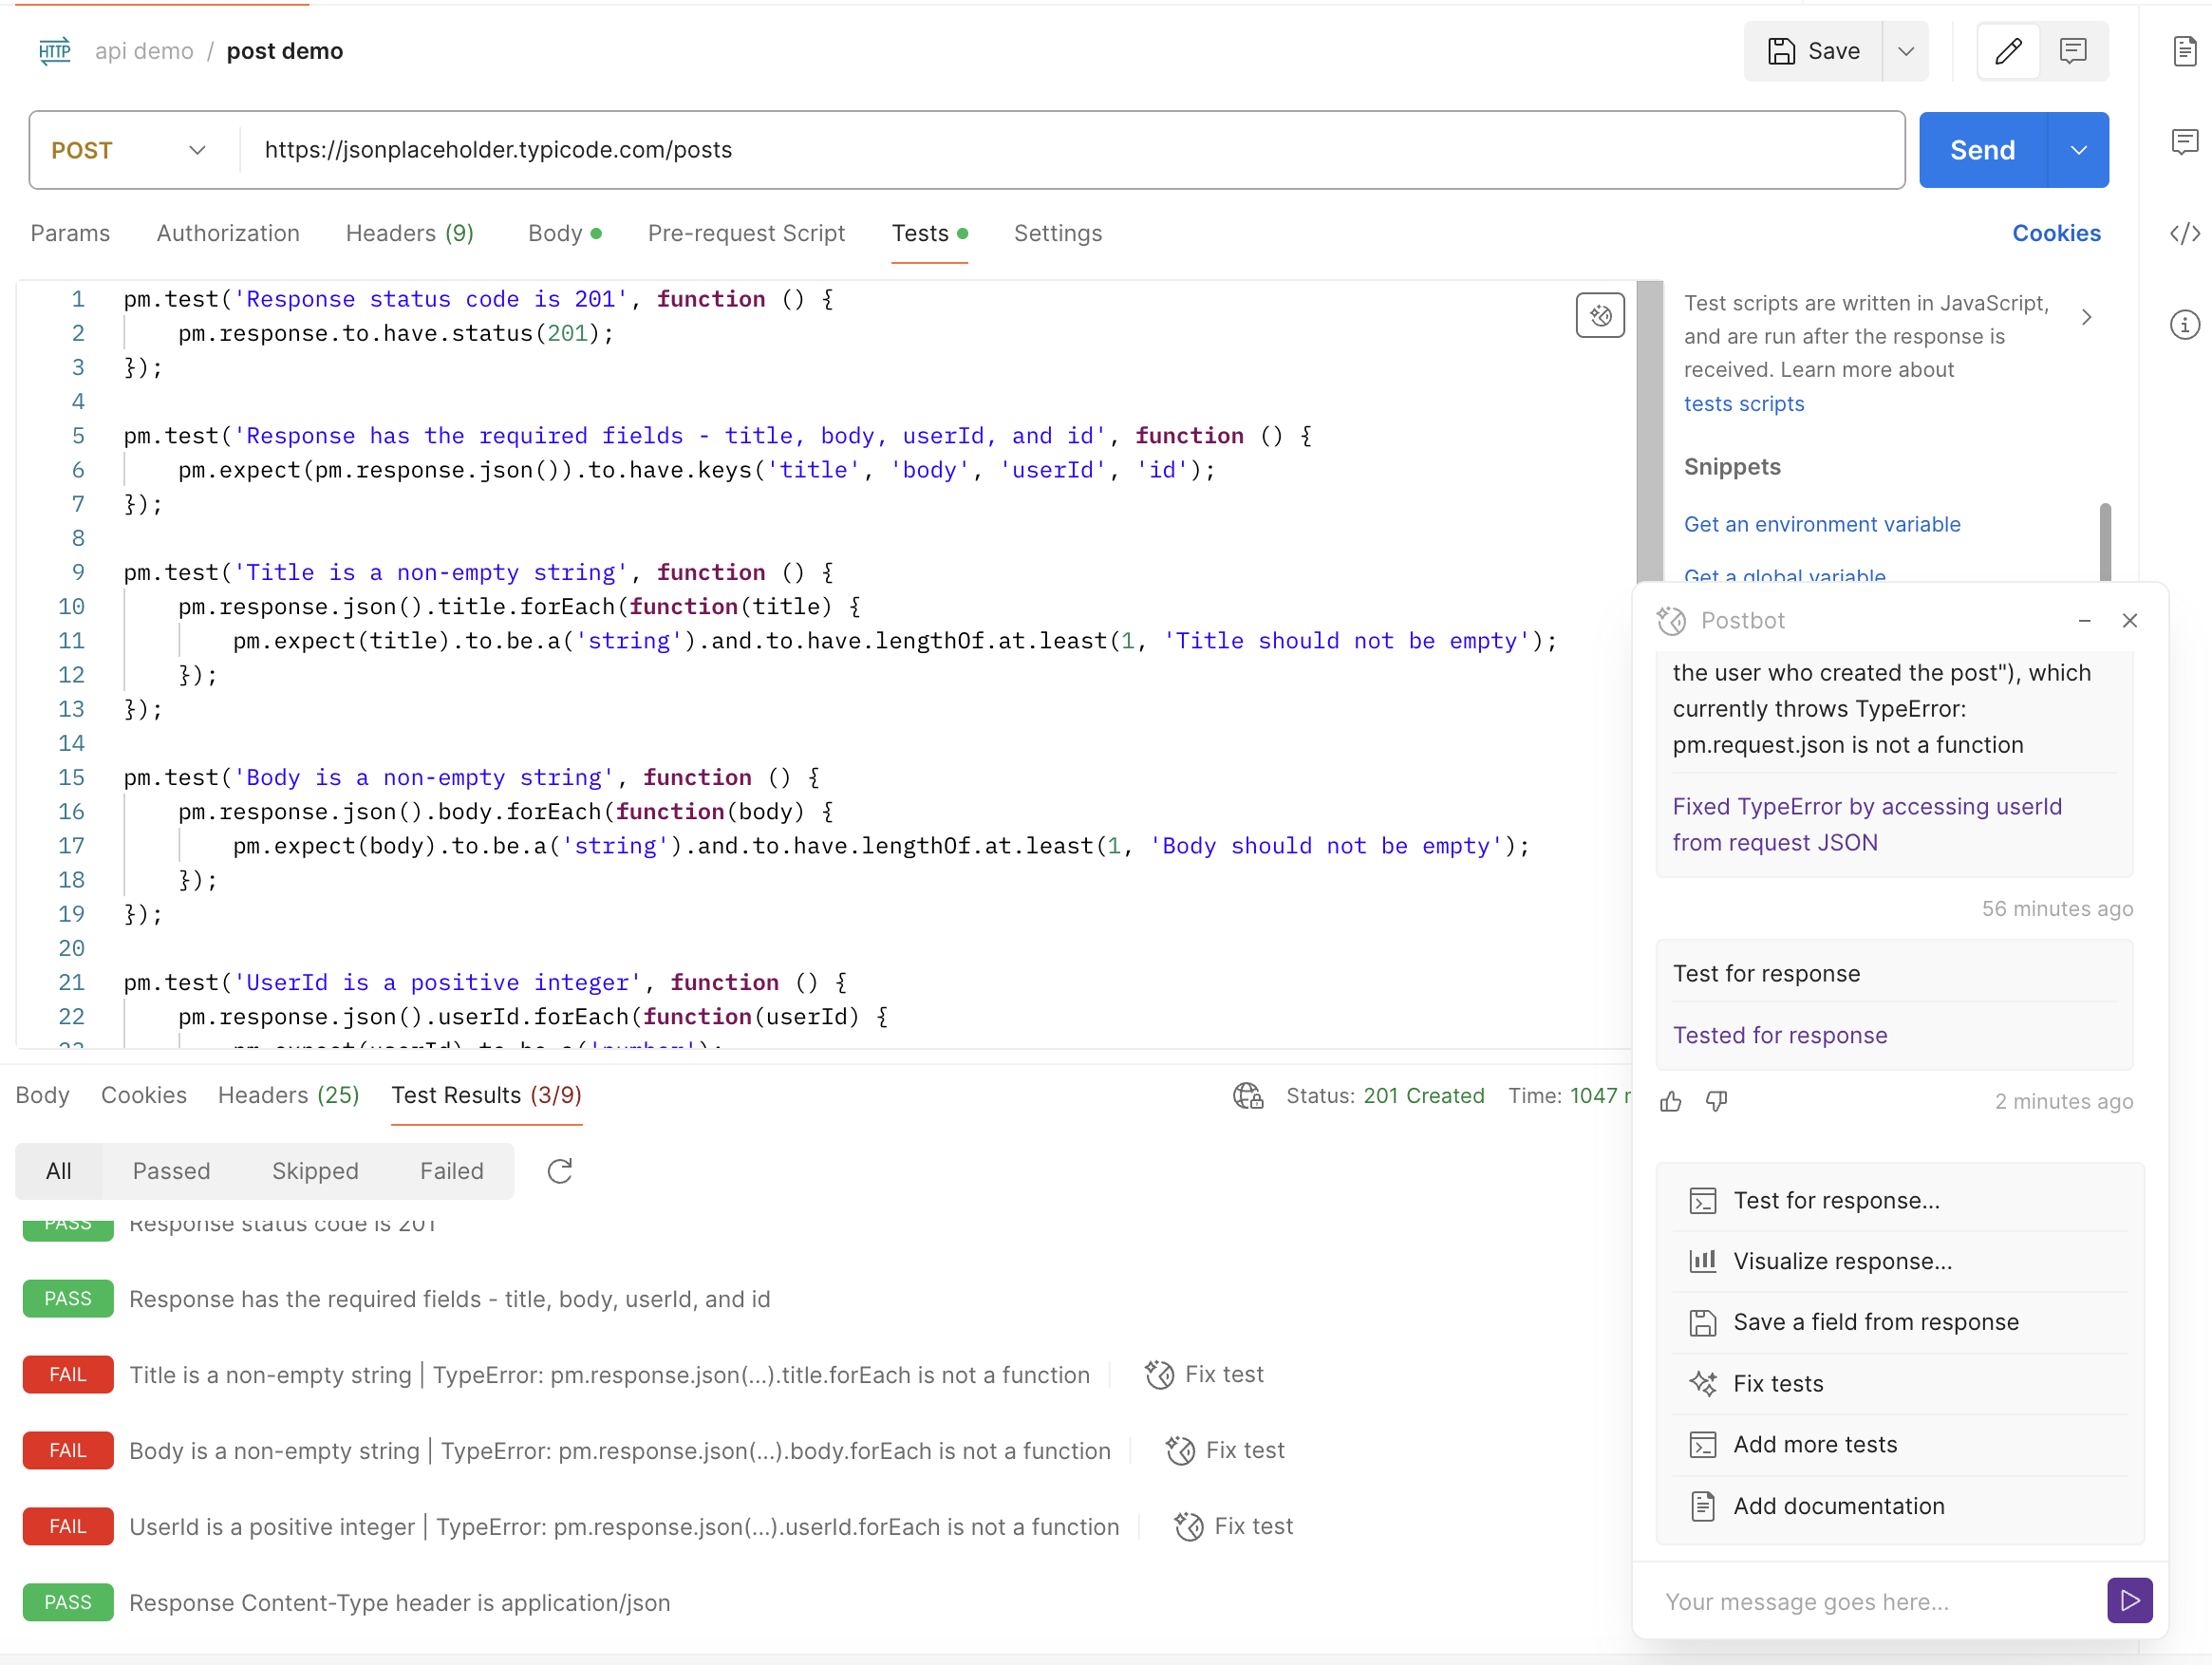 HTTP api demo / post demo
Save
POST https://jsonplaceholder.typicode.com/posts
Send
Params Authorization Headers (9) Body Pre-request Script Tests Settings
Cookies
1 pm.test('Response status code is 201', function () {
2 pm.response.to.have.status(201);
3 });
4
5 pm.test('Response has the required fields - title, body, userId, and id', function () {
6 pm.expect(pm.response.json()).to.have.keys('title', 'body', 'userId', 'id');
7 });
8
9 pm.test('Title is a non-empty string', function () {
10 pm.response.json().title.forEach(function(title) {
11 pm.expect(title).to.be.a('string').and.to.have.lengthOf.at.least(1, 'Title should not be empty');
12 });
13 });
14
15 pm.test('Body is a non-empty string', function () {
16 pm.response.json().body.forEach(function(body) {
17 pm.expect(body).to.be.a('string').and.to.have.lengthOf.at.least(1, 'Body should not be empty');
18 });
19 });
20
21 pm.test('UserId is a positive integer', function () {
22 pm.response.json().userId.forEach(function(userId) {
23 pm.expect(userId).to.be.a('number');
Test scripts are written in JavaScript,
and are run after the response is
received. Learn more about
tests scripts
Snippets
Get an environment variable
Get a global variable
Postbot
the user who created the post"), which
currently throws TypeError:
pm.request.json is not a function
Fixed TypeError by accessing userId
from request JSON
56 minutes ago
Test for response
Tested for response
2 minutes ago
Test for response...
Visualize response...
Save a field from response
Fix tests
Add more tests
Add documentation
Your message goes here...
Body Cookies Headers (25) Test Results (3/9)
Status: 201 Created Time: 1047
All Passed Skipped Failed
PASS Response status code is 201
PASS Response has the required fields - title, body, userId, and id
FAIL Title is a non-empty string | TypeError: pm.response.json(...).title.forEach is not a function Fix test
FAIL Body is a non-empty string | TypeError: pm.response.json(...).body.forEach is not a function Fix test
FAIL UserId is a positive integer | TypeError: pm.response.json(...).userId.forEach is not a function Fix test
PASS Response Content-Type header is application/json